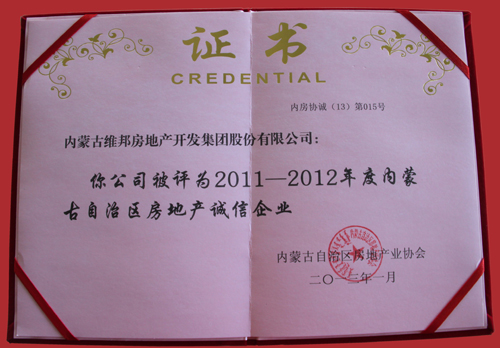 证书
CREDENTIAL
内房协诚（13）第015号
内蒙古维邦房地产开发集团股份有限公司：
你公司被评为2011—2012年度内蒙
古自治区房地产诚信企业
内蒙古自治区房地产业协会
二〇一三年一月